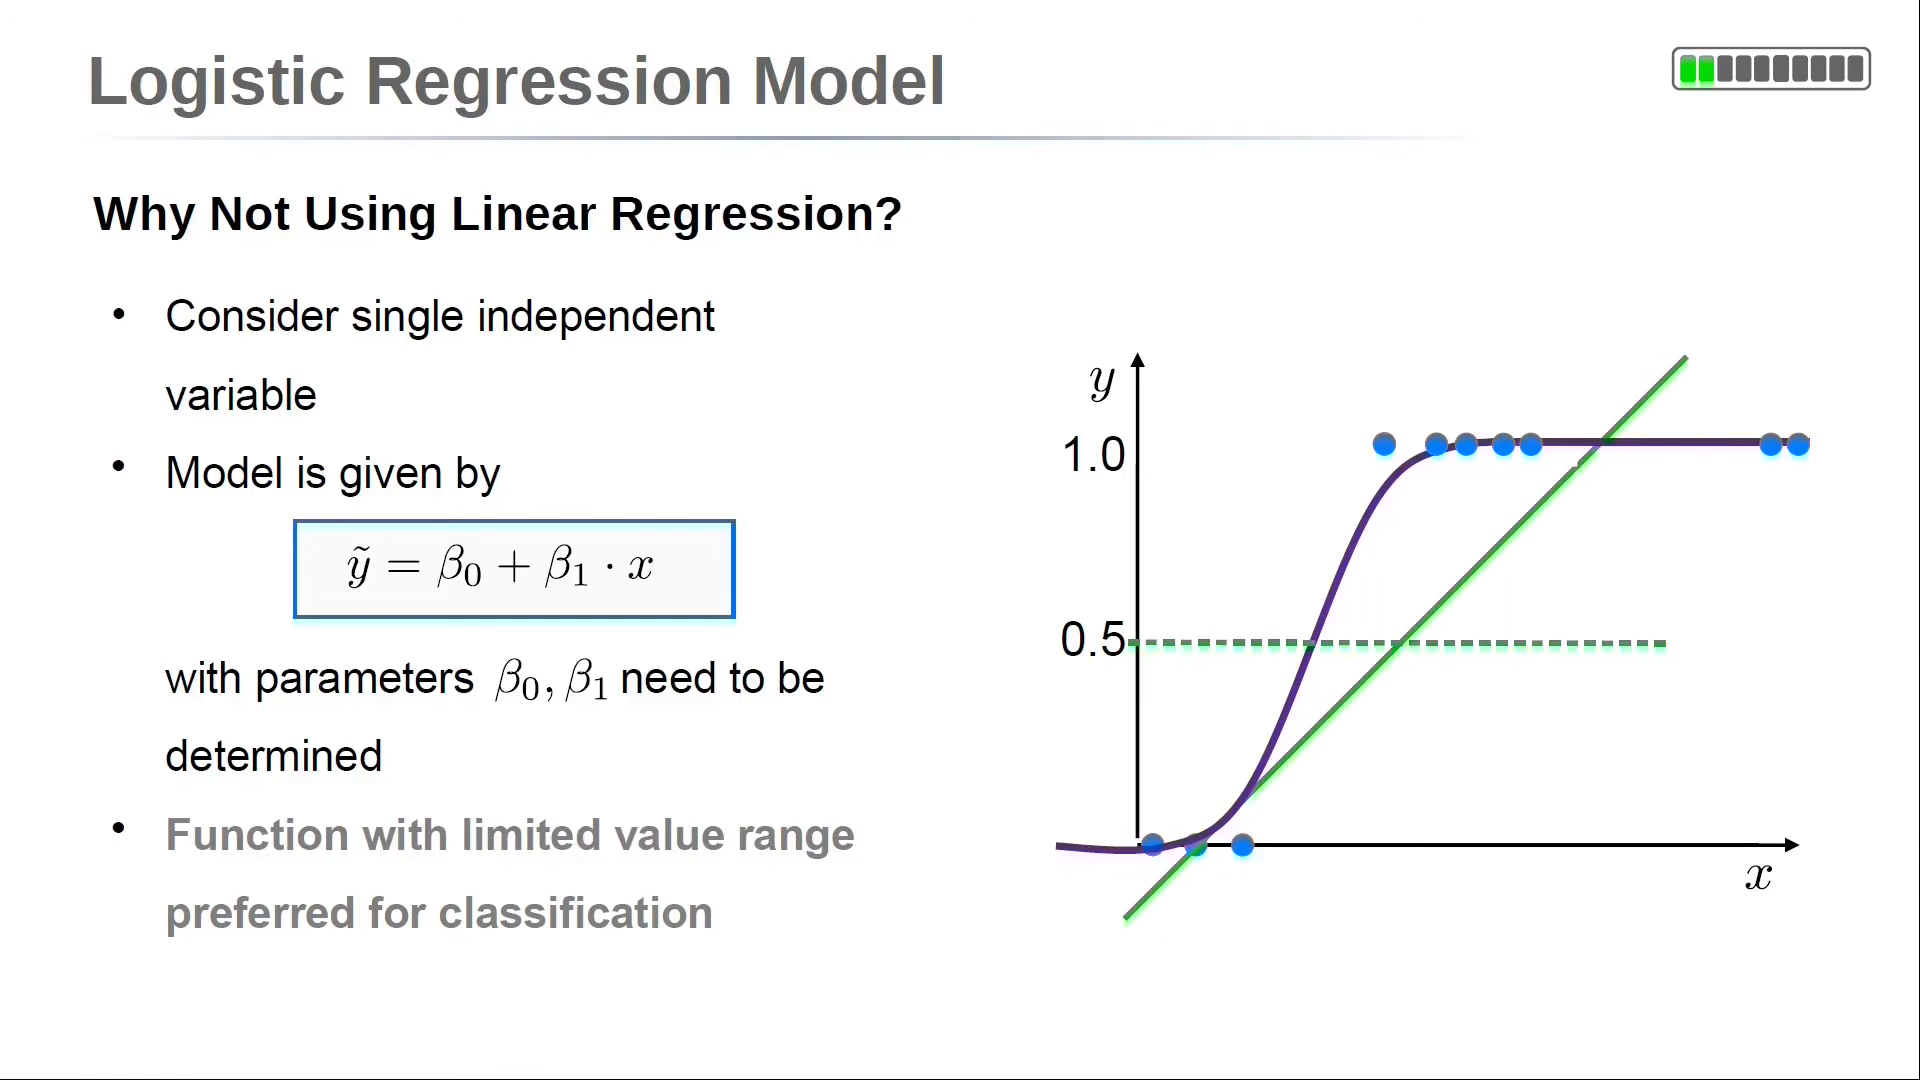 Logistic Regression Model
Why Not Using Linear Regression?
• Consider single independent
variable
• Model is given by
ỹ = β₀ + β₁ · x
with parameters β₀, β₁ need to be
determined
• Function with limited value range
preferred for classification
y
1.0
0.5
x